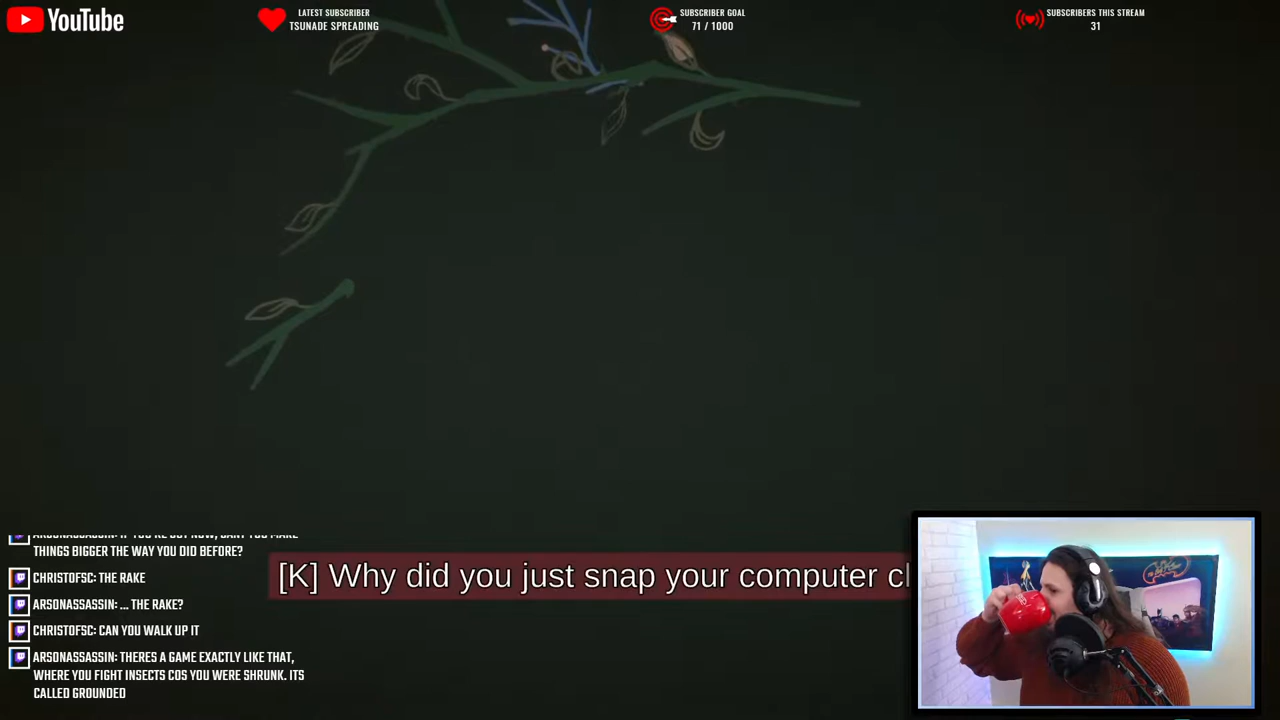 YouTube
LATEST SUBSCRIBER
TSUNADE SPREADING
SUBSCRIBER GOAL
71 / 1000
SUBSCRIBERS THIS STREAM
31
THINGS BIGGER THE WAY YOU DID BEFORE?
CHRISTOFSC: THE RAKE
ARSONASSASSIN: ... THE RAKE?
CHRISTOFSC: CAN YOU WALK UP IT
ARSONASSASSIN: THERES A GAME EXACTLY LIKE THAT,
WHERE YOU FIGHT INSECTS COS YOU WERE SHRUNK. ITS
CALLED GROUNDED
[K] Why did you just snap your computer cl